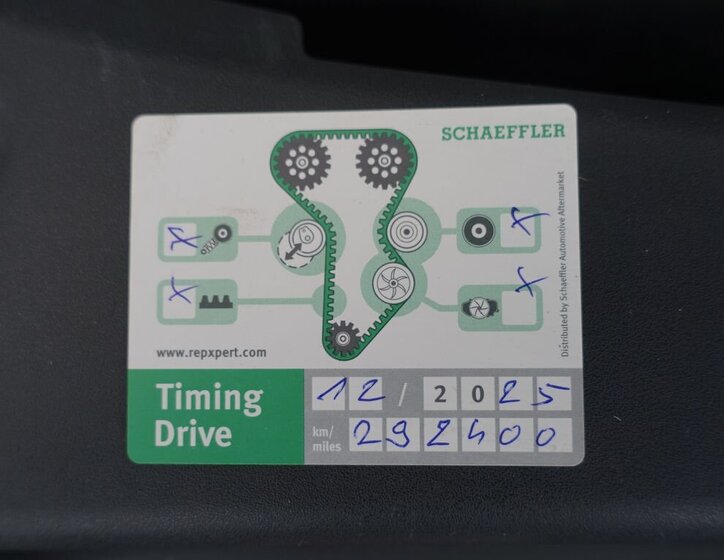 SCHAEFFLER
X
X
X
X
www.repxpert.com
Distributed by Schaeffler Automotive Aftermarket
Timing
Drive
12 / 2025
km/
miles
292400